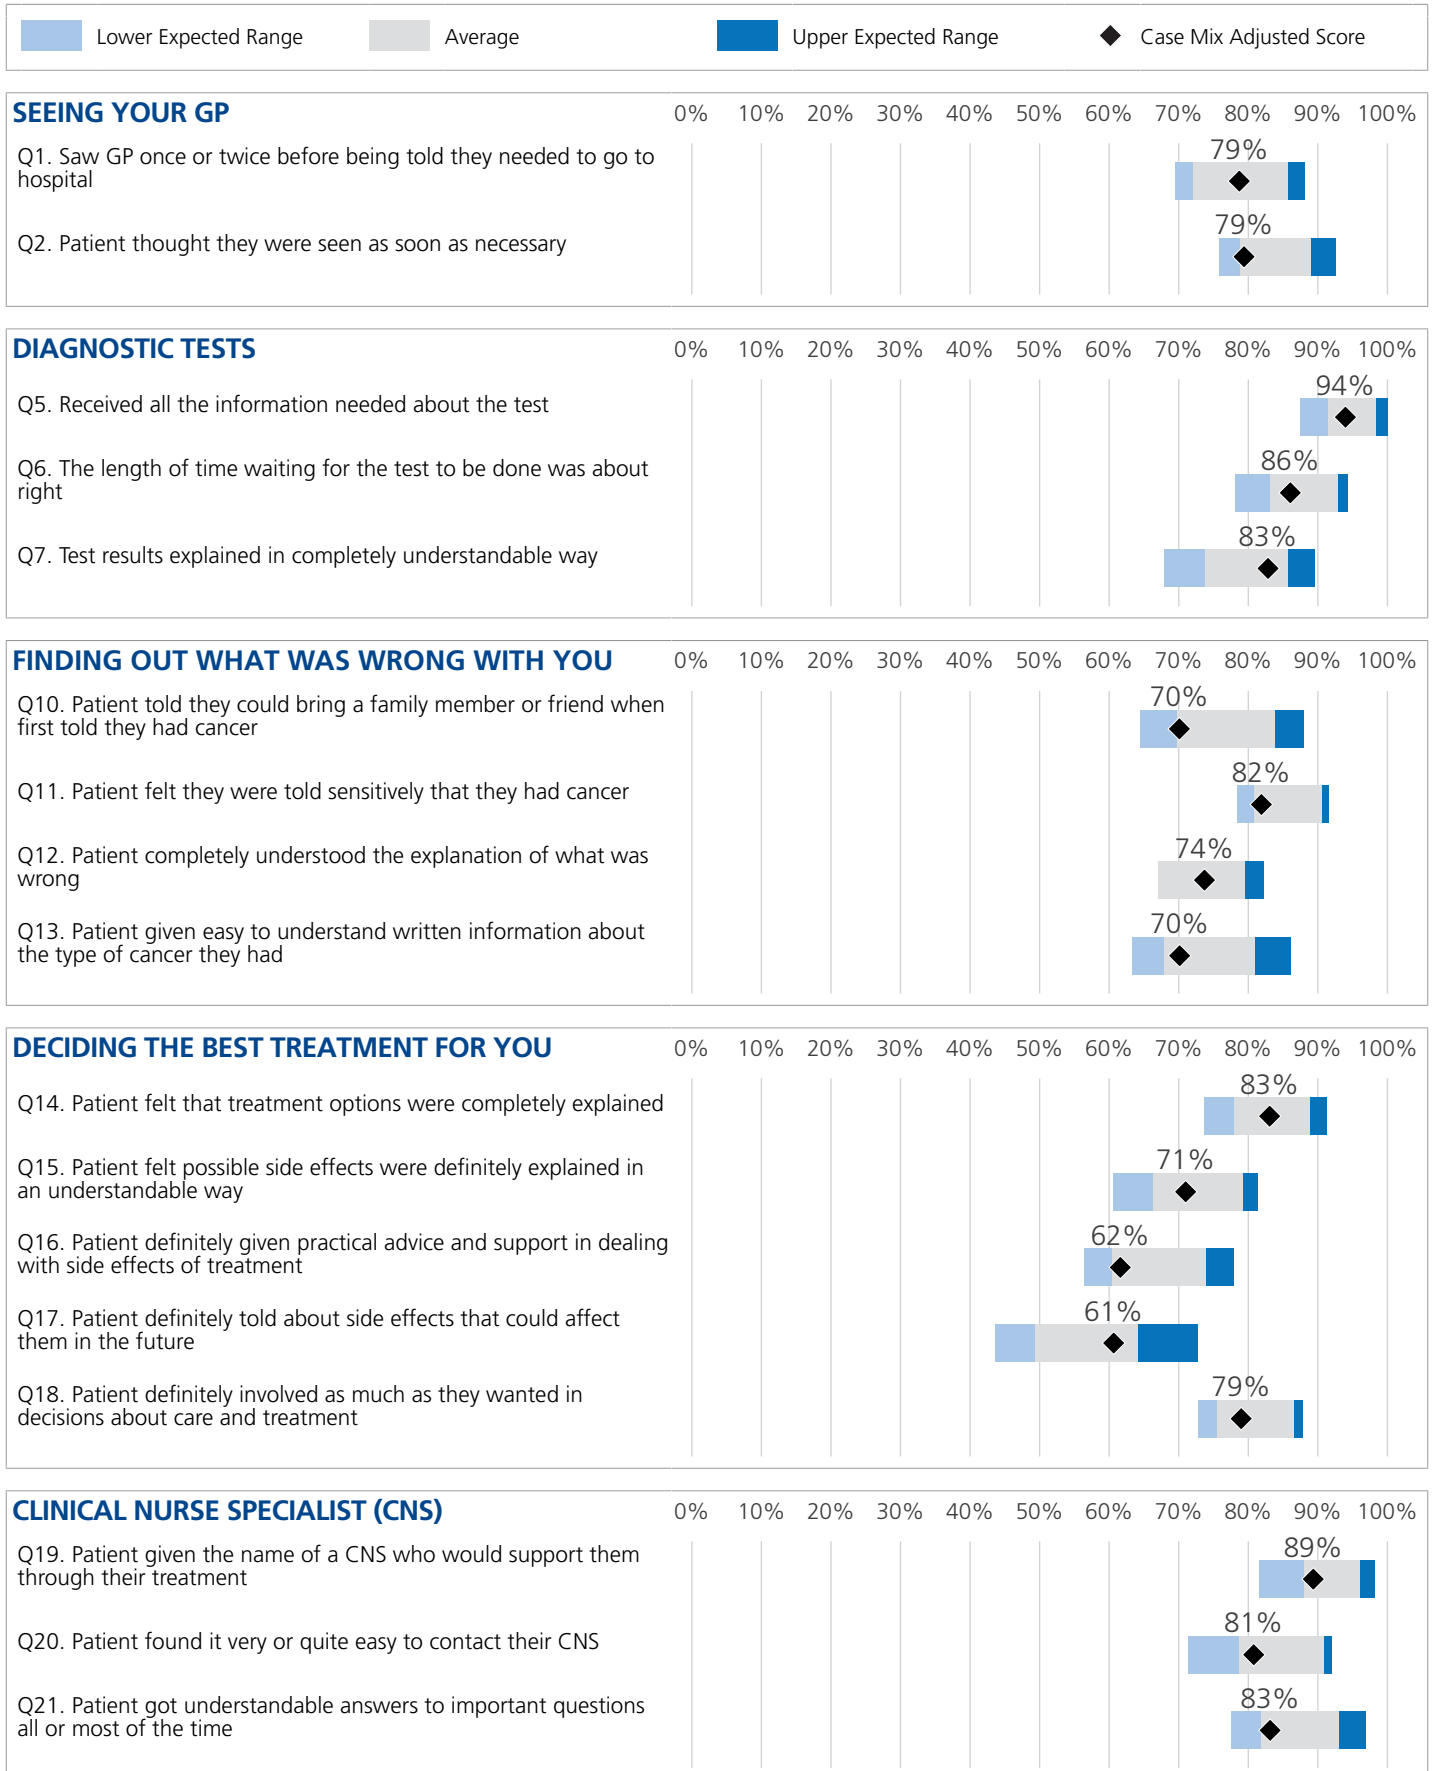 Lower Expected Range Average Upper Expected Range Case Mix Adjusted Score
SEEING YOUR GP 0% 10% 20% 30% 40% 50% 60% 70% 80% 90% 100%
Q1. Saw GP once or twice before being told they needed to go to
hospital
79%
Q2. Patient thought they were seen as soon as necessary
79%
DIAGNOSTIC TESTS 0% 10% 20% 30% 40% 50% 60% 70% 80% 90% 100%
Q5. Received all the information needed about the test
94%
Q6. The length of time waiting for the test to be done was about
right
86%
Q7. Test results explained in completely understandable way
83%
FINDING OUT WHAT WAS WRONG WITH YOU 0% 10% 20% 30% 40% 50% 60% 70% 80% 90% 100%
Q10. Patient told they could bring a family member or friend when
first told they had cancer
70%
Q11. Patient felt they were told sensitively that they had cancer
82%
Q12. Patient completely understood the explanation of what was
wrong
74%
Q13. Patient given easy to understand written information about
the type of cancer they had
70%
DECIDING THE BEST TREATMENT FOR YOU 0% 10% 20% 30% 40% 50% 60% 70% 80% 90% 100%
Q14. Patient felt that treatment options were completely explained
83%
Q15. Patient felt possible side effects were definitely explained in
an understandable way
71%
Q16. Patient definitely given practical advice and support in dealing
with side effects of treatment
62%
Q17. Patient definitely told about side effects that could affect
them in the future
61%
Q18. Patient definitely involved as much as they wanted in
decisions about care and treatment
79%
CLINICAL NURSE SPECIALIST (CNS) 0% 10% 20% 30% 40% 50% 60% 70% 80% 90% 100%
Q19. Patient given the name of a CNS who would support them
through their treatment
89%
Q20. Patient found it very or quite easy to contact their CNS
81%
Q21. Patient got understandable answers to important questions
all or most of the time
83%